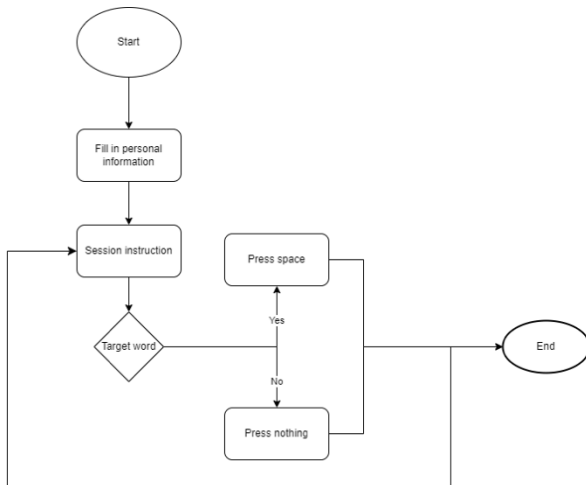 Start
Fill in personal
information
Session instruction
Press space
Target word
Yes
No
End
Press nothing